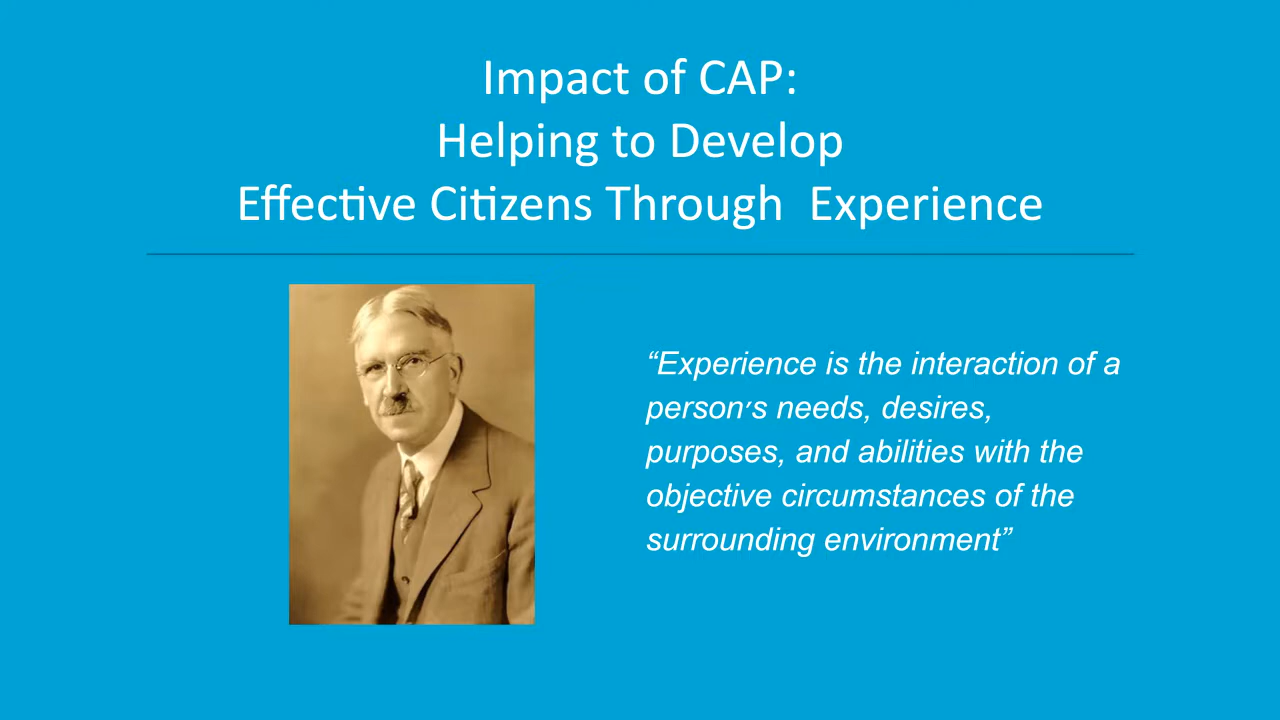 Impact of CAP:
Helping to Develop
Effective Citizens Through  Experience
“Experience is the interaction of a
person’s needs, desires,
purposes, and abilities with the
objective circumstances of the
surrounding environment”